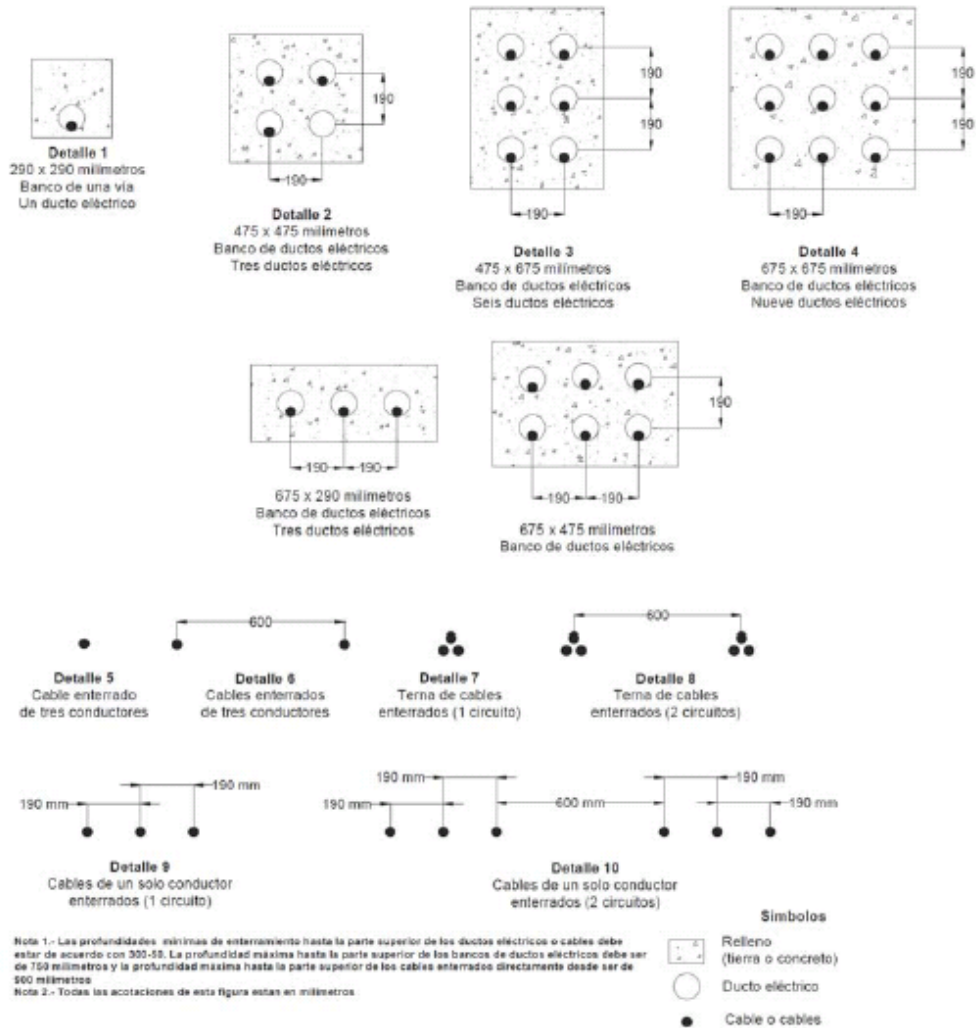 190
190
190
190
190
190
Detalle 1
290 x 290 milímetros
Banco de una vía
Un ducto eléctrico
190
190
190
Detalle 2
475 x 475 milímetros
Banco de ductos eléctricos
Tres ductos eléctricos
Detalle 3
475 x 675 milímetros
Banco de ductos eléctricos
Seis ductos eléctricos
Detalle 4
675 x 675 milímetros
Banco de ductos eléctricos
Nueve ductos eléctricos
190
190
190
675 x 290 milímetros
Banco de ductos eléctricos
Tres ductos eléctricos
190
190
675 x 475 milímetros
Banco de ductos eléctricos
600
600
Detalle 5
Cable enterrado
de tres conductores
Detalle 6
Cables enterrados
de tres conductores
Detalle 7
Terna de cables
enterrados (1 circuito)
Detalle 8
Terna de cables
enterrados (2 circuitos)
190 mm
190 mm
190 mm
190 mm
600 mm
190 mm
190 mm
Detalle 9
Cables de un solo conductor
enterrados (1 circuito)
Detalle 10
Cables de un solo conductor
enterrados (2 circuitos)
Nota 1.- Las profundidades mínimas de enterramiento hasta la parte superior de los ductos eléctricos o cables debe
estar de acuerdo con 300-50. La profundidad máxima hasta la parte superior de los bancos de ductos eléctricos debe ser
de 750 milímetros y la profundidad máxima hasta la parte superior de los cables enterrados directamente desde ser de
900 milímetros
Nota 2.- Todas las acotaciones de esta figura estan en milímetros
Símbolos
Relleno
(tierra o concreto)
Ducto eléctrico
Cable o cables